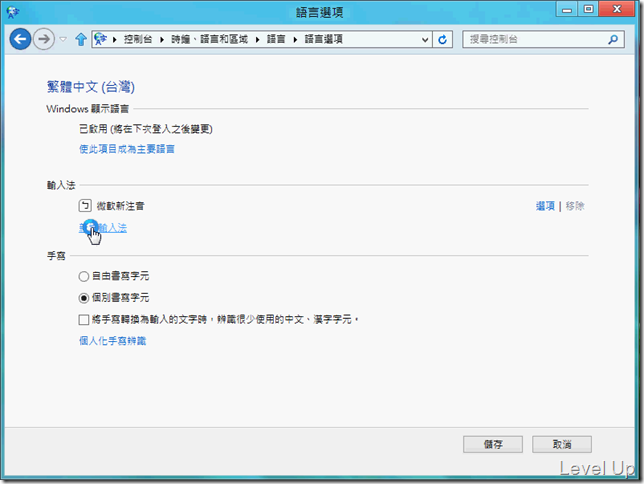 語言選項
控制台 時鐘、語言和區域 語言 語言選項
搜尋控制台
繁體中文 (台灣)
Windows 顯示語言
已啟用 (將在下次登入之後變更)
使此項目成為主要語言
輸入法
ㄅ 微軟新注音 選項 | 移除
輸入法
手寫
自由書寫字元
個別書寫字元
將手寫轉換為輸入的文字時，辨識很少使用的中文、漢字字元。
個人化手寫辨識
儲存 取消
Level Up